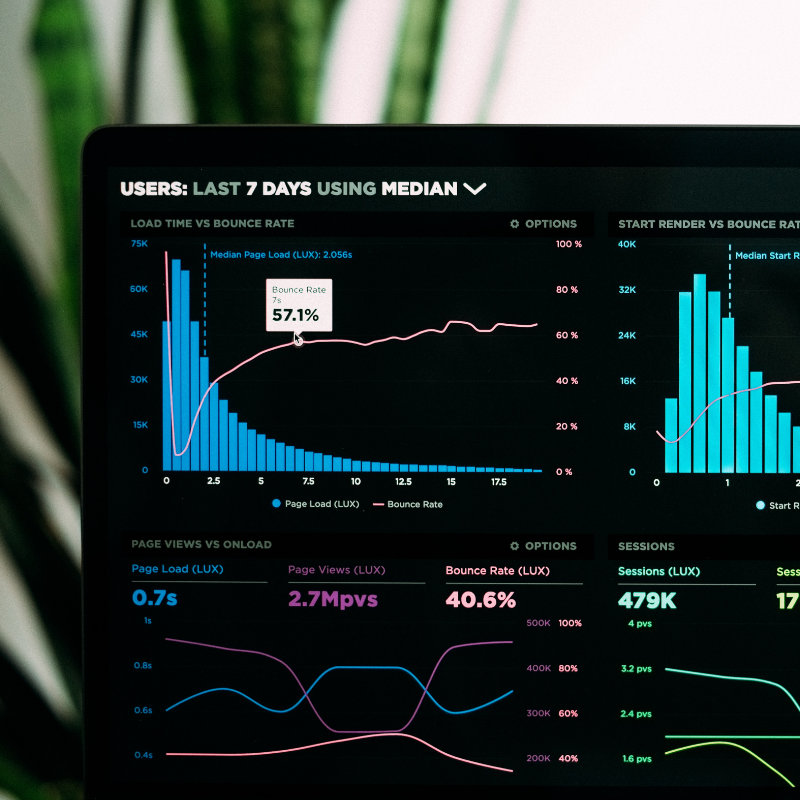 USERS: LAST 7 DAYS USING MEDIAN
LOAD TIME VS BOUNCE RATE
OPTIONS
75K
60K
45K
30K
15K
0
Median Page Load (LUX): 2.056s
Bounce Rate
7s
57.1%
100 %
80 %
60 %
40 %
20 %
0 %
0 2.5 5 7.5 10 12.5 15 17.5
Page Load (LUX) Bounce Rate
START RENDER VS BOUNCE
40K
32K
24K
16K
8K
0
Median Start
0 1
Start
PAGE VIEWS VS ONLOAD
OPTIONS
Page Load (LUX) Page Views (LUX) Bounce Rate (LUX)
0.7s 2.7Mpvs 40.6%
1s
0.8s
0.6s
0.4s
500K 100%
400K 80%
300K 60%
200K 40%
SESSIONS
Sessions (LUX)
479K 17
4 pvs
3.2 pvs
2.4 pvs
1.6 pvs